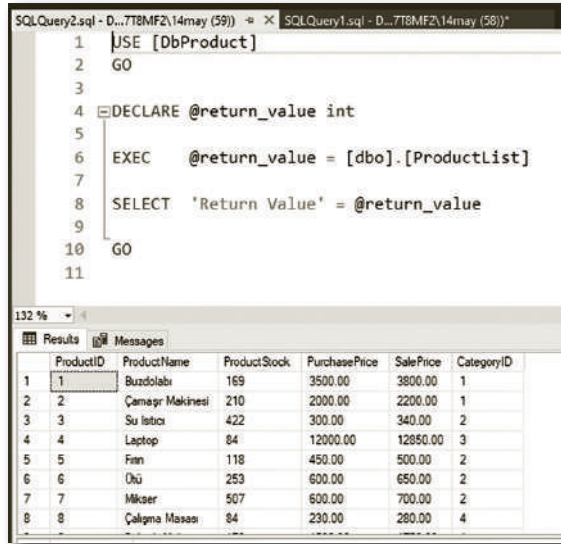 SQLQuery2.sql - D...7T8MF2\14may (59)) SQLQuery1.sql - D...7T8MF2\14may (58))*
1 USE [DbProduct]
2 GO
3
4 DECLARE @return_value int
5
6 EXEC @return_value = [dbo].[ProductList]
7
8 SELECT 'Return Value' = @return_value
9
10 GO
11
132 %
Results Messages
ProductID ProductName ProductStock PurchasePrice SalePrice CategoryID
1 1 Buzdolabı 169 3500.00 3800.00 1
2 2 Çamaşır Makinesi 210 2000.00 2200.00 1
3 3 Su Isıtıcı 422 300.00 340.00 2
4 4 Laptop 84 12000.00 12850.00 3
5 5 Fırın 118 450.00 500.00 2
6 6 Ütü 253 600.00 650.00 2
7 7 Mikser 507 600.00 700.00 2
8 8 Çalışma Masası 84 230.00 280.00 4